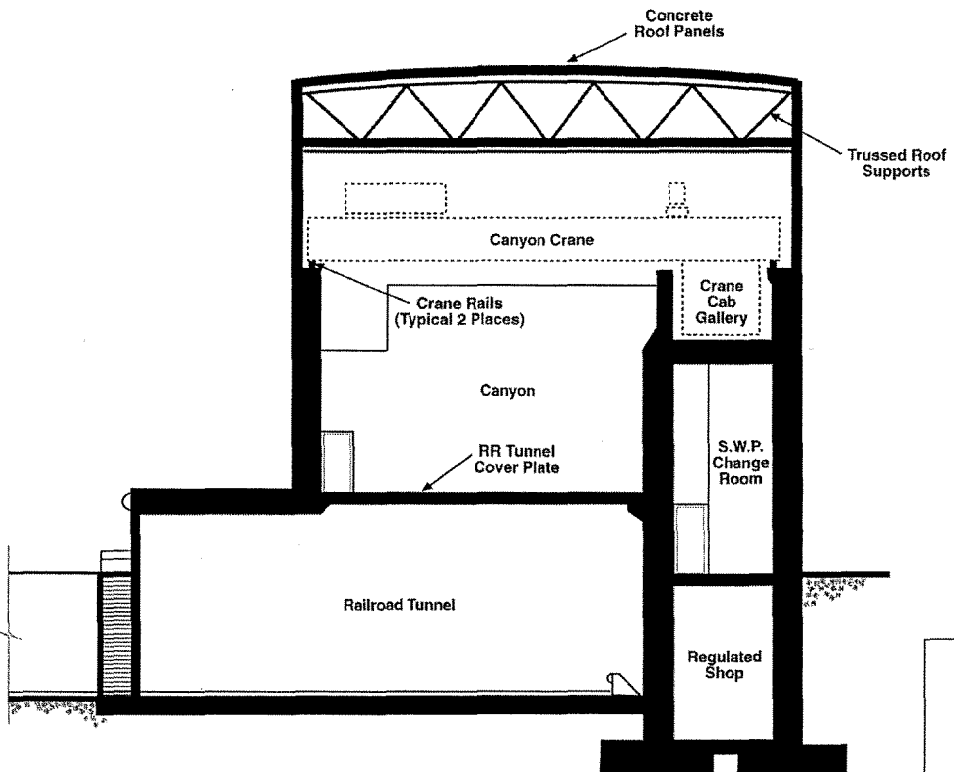 Concrete
Roof Panels
Trussed Roof
Supports
Canyon Crane
Crane
Cab
Gallery
Crane Rails
(Typical 2 Places)
Canyon
RR Tunnel
Cover Plate
S.W.P.
Change
Room
Railroad Tunnel
Regulated
Shop